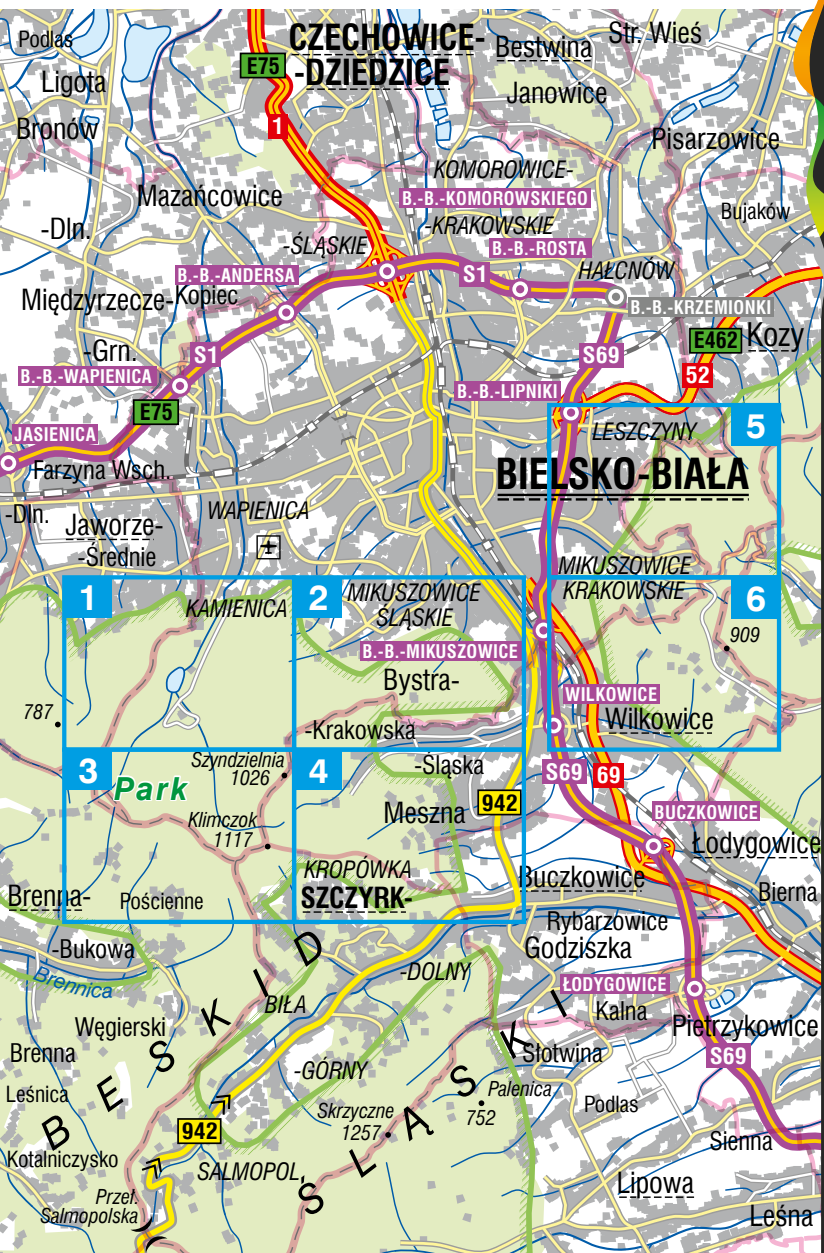 Podlas
CZECHOWICE-
-DZIEDZICE
Bestwina
Str. Wieś
E75
Ligota
Janowice
Bronów
1
Pisarzowice
KOMOROWICE-
Mazańcowice
B.-B.-KOMOROWSKIEGO
Bujaków
-Dln.
-KRAKOWSKIE
-ŚLĄSKIE
B.-B.-ROSTA
B.-B.-ANDERSA
S1
HAŁCNÓW
Międzyrzecze-
Kopiec
B.-B.-KRZEMIONKI
E462
Kozy
-Grn.
S1
S69
B.-B.-WAPIENICA
52
B.-B.-LIPNIKI
E75
JASIENICA
LESZCZYNY
5
Farzyna Wsch.
BIELSKO-BIAŁA
-Dln.
WAPIENICA
Jaworze-
-Średnie
MIKUSZOWICE
KRAKOWSKIE
1
KAMIENICA
2
MIKUSZOWICE
ŚLĄSKIE
6
909
B.-B.-MIKUSZOWICE
Bystra-
WILKOWICE
787
-Krakowska
Wilkowice
3
Szyndzielnia
1026
4
-Śląska
S69
69
Park
942
Meszna
BUCZKOWICE
Klimczok
1117
Łodygowice
KROPÓWKA
Buczkowice
Brenna-
Pościenne
SZCZYRK-
Bierna
Rybarzowice
-Bukowa
Godziszka
-DOLNY
Brennica
ŁODYGOWICE
BIŁA
Kalna
Węgierski
Pietrzykowice
Brenna
Słotwina
S69
-GÓRNY
Leśnica
Palenica
752
Skrzyczne
1257
Podlas
942
Sienna
Kotalniczysko
SALMOPOL
Lipowa
Przeł.
Salmopolska
Leśna
BESKID
ŚLĄSKI